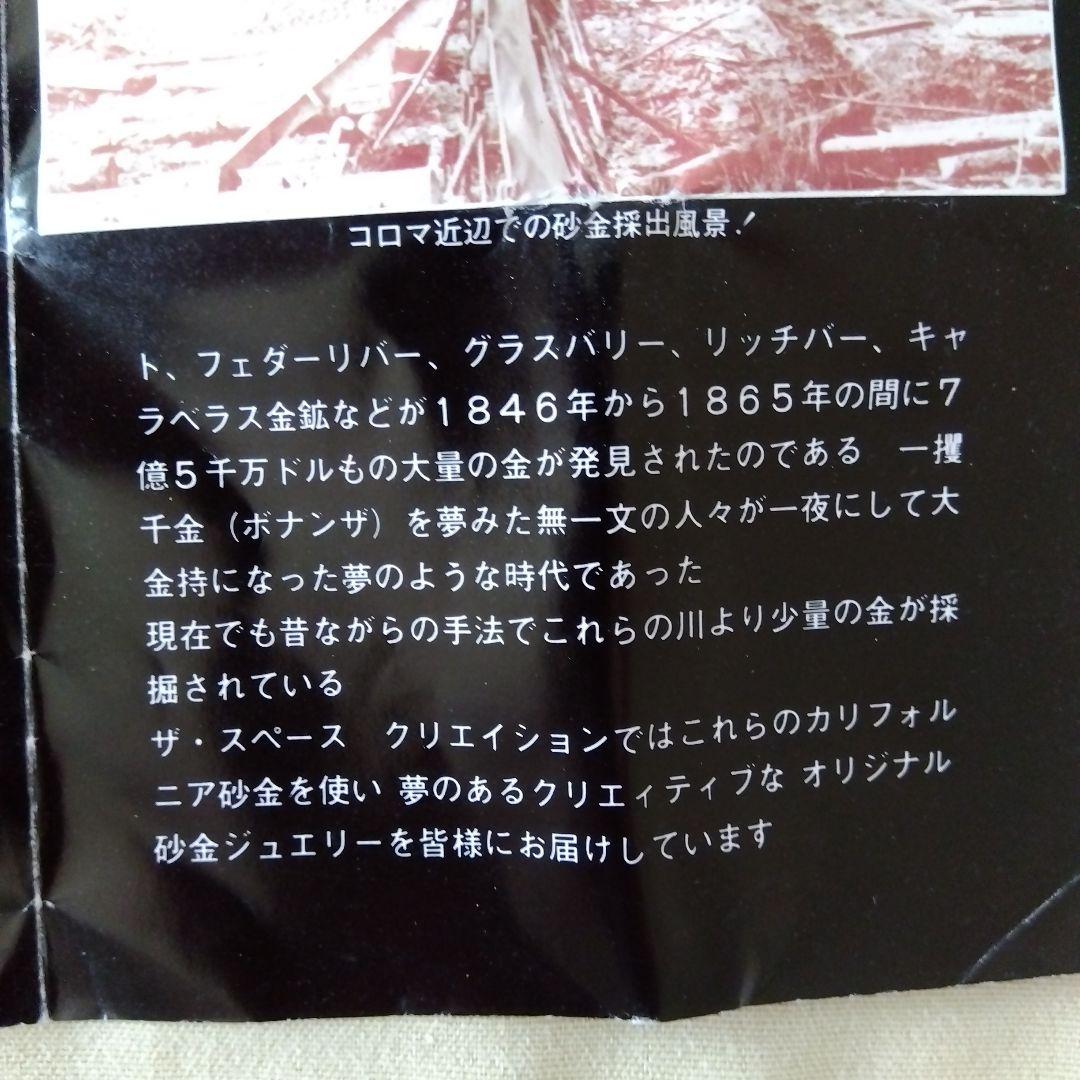 コロマ近辺での砂金採出風景！
ト、フェダーリバー、グラスバリー、リッチバー、キャ
ラベラス金鉱などが１８４６年から１８６５年の間に７
億５千万ドルもの大量の金が発見されたのである　一攫
千金（ボナンザ）を夢みた無一文の人々が一夜にして大
金持になった夢のような時代であった
現在でも昔ながらの手法でこれらの川より少量の金が採
掘されている
ザ・スペース　クリエイションではこれらのカリフォル
ニア砂金を使い 夢のあるクリエィティブな オリジナル
砂金ジュエリーを皆様にお届けしています